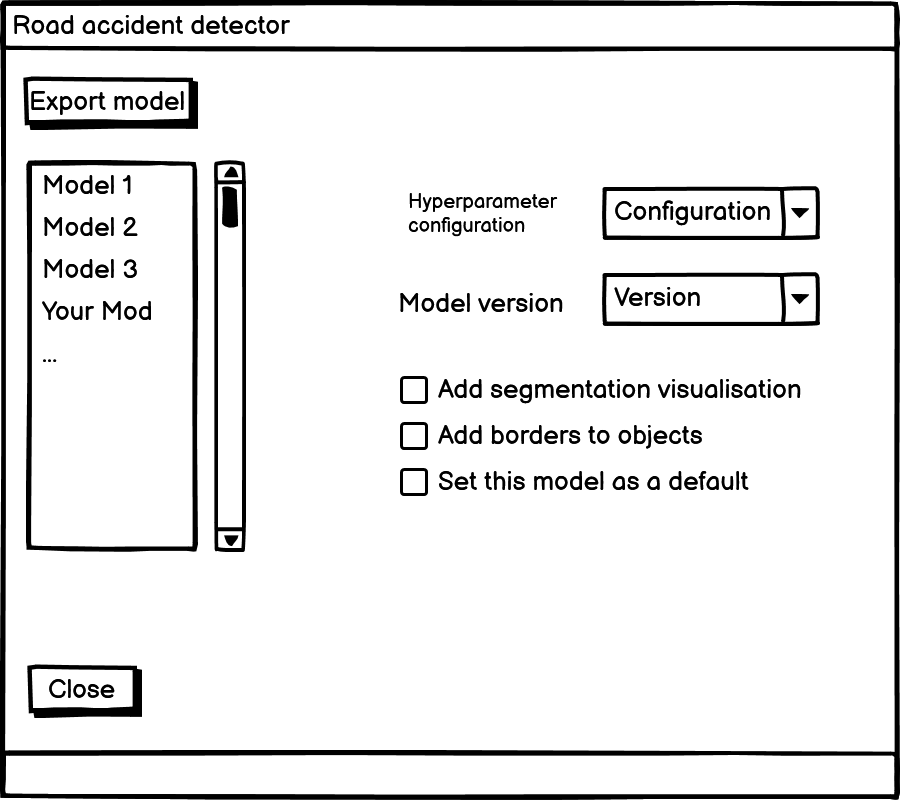 Road accident detector
Export model
Model 1
Model 2
Model 3
Your Mod
...
Hyperparameter
configuration
Configuration
Model version
Version
Add segmentation visualisation
Add borders to objects
Set this model as a default
Close